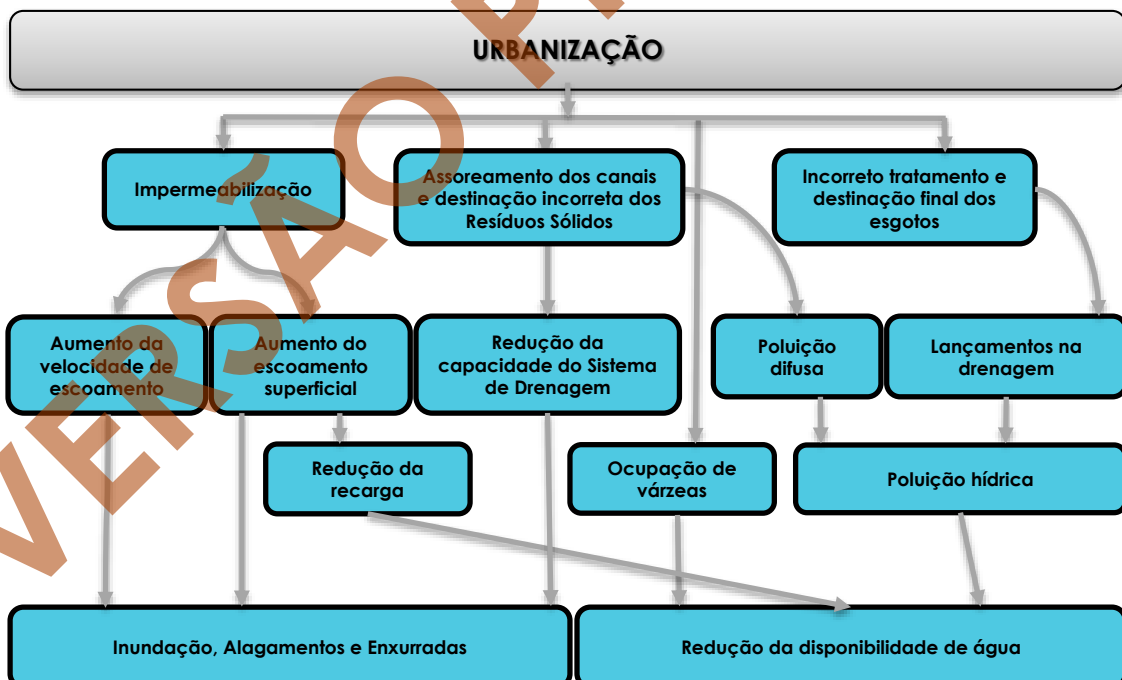 URBANIZAÇÃO
Impermeabilização
Assoreamento dos canais
e destinação incorreta dos
Resíduos Sólidos
Incorreto tratamento e
destinação final dos
esgotos
Aumento da
velocidade de
escoamento
Aumento do
escoamento
superficial
Redução da
capacidade do Sistema
de Drenagem
Poluição
difusa
Lançamentos na
drenagem
Redução da
recarga
Ocupação de
várzeas
Poluição hídrica
Inundação, Alagamentos e Enxurradas
Redução da disponibilidade de água
VERSÃO